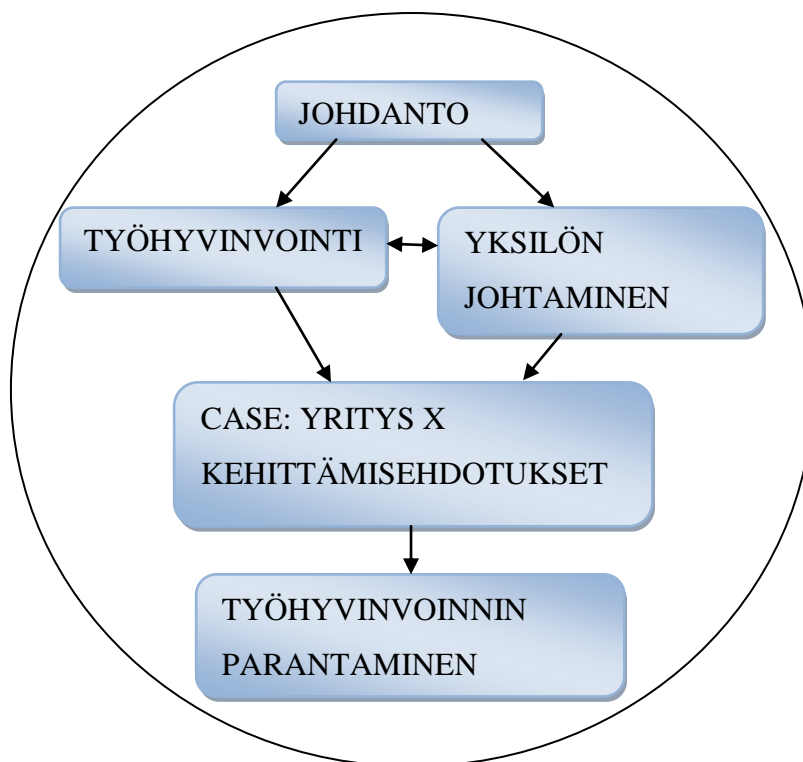 JOHDANTO
TYÖHYVINVOINTI
YKSILÖN
JOHTAMINEN
CASE: YRITYS X
KEHITTÄMISEHDOTUKSET
TYÖHYVINVOINNIN
PARANTAMINEN